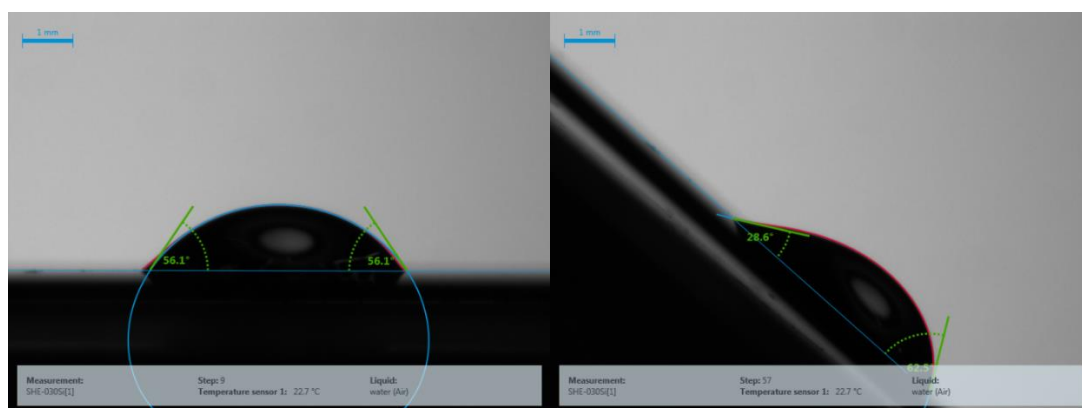 1 mm
56.1°
56.1°
Measurement: Step: 9 Liquid:
SHE-030Si[1] Temperature sensor 1: 22.7 °C water (Air)
1 mm
28.6°
62.5
Measurement: Step: 57 Liquid:
SHE-030Si[1] Temperature sensor 1: 22.7 °C water (Air)